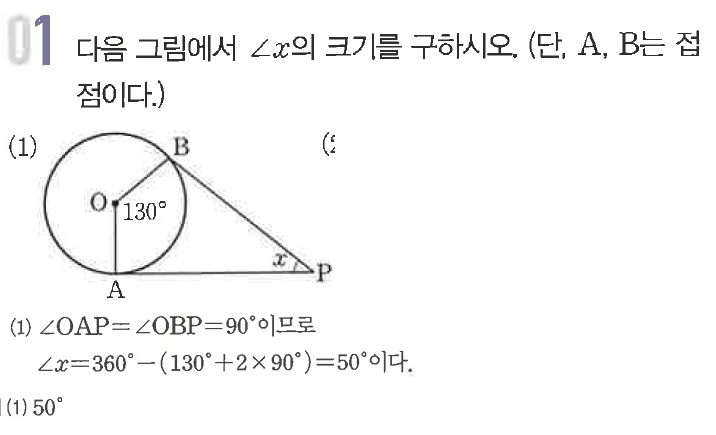 01 다음 그림에서 ∠x의 크기를 구하시오. (단, A, B는 접
점이다.)
(1)
(2
B
O
130°
x
P
A
(1) ∠OAP=∠OBP=90°이므로
∠x=360°-(130°+2×90°)=50°이다.
(1) 50°